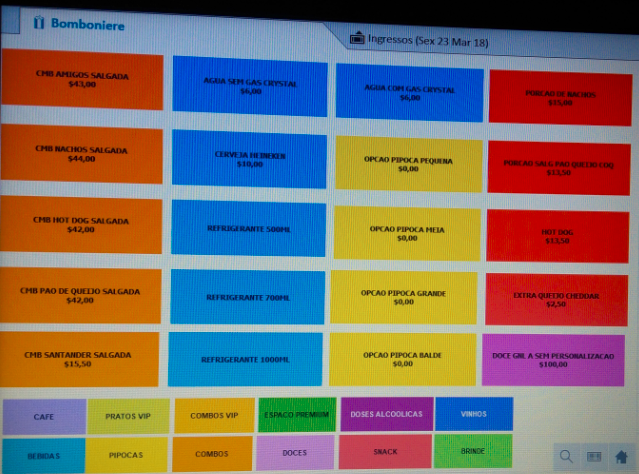 Bomboniere
Ingressos (Sex 23 Mar 18)
CMB AMIGOS SALGADA
$43,00
AGUA SEM GAS CRYSTAL
$6,00
AGUA COM GAS CRYSTAL
$6,00
PORCAO DE NACHOS
$15,00
CMB NACHOS SALGADA
$44,00
CERVEJA HEINEKEN
$10,00
OPCAO PIPOCA PEQUENA
$0,00
PORCAO SALG PAO QUEIJO COQ
$13,50
CMB HOT DOG SALGADA
$42,00
REFRIGERANTE 500ML
OPCAO PIPOCA MEIA
$0,00
HOT DOG
$13,50
CMB PAO DE QUEIJO SALGADA
$42,00
REFRIGERANTE 700ML
OPCAO PIPOCA GRANDE
$0,00
EXTRA QUEIJO CHEDDAR
$2,50
CMB SANTANDER SALGADA
$15,50
REFRIGERANTE 1000ML
OPCAO PIPOCA BALDE
$0,00
DOCE GNL A SEM PERSONALIZACAO
$100,00
CAFE
PRATOS VIP
COMBOS VIP
ESPACO PREMIUM
DOSES ALCOOLICAS
VINHOS
BEBIDAS
PIPOCAS
COMBOS
DOCES
SNACK
BRINDE